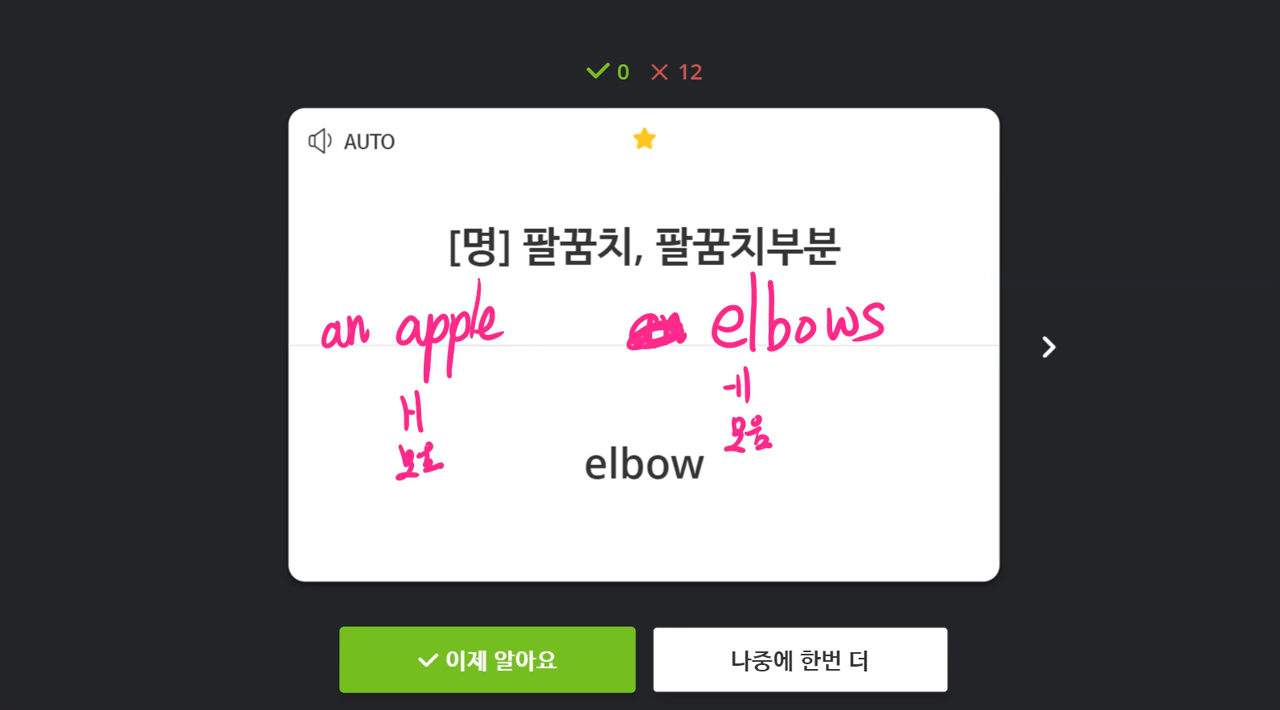 0 12
AUTO
[명] 팔꿈치, 팔꿈치부분
an apple elbows
ㅐ ㅔ
모음 모음
elbow
이제 알아요 나중에 한번 더